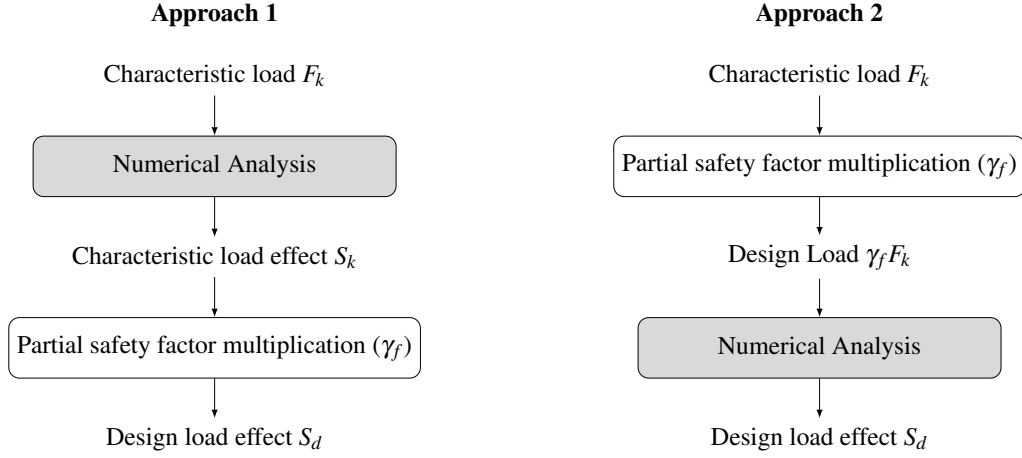 Approach 1
Characteristic load F_k
Numerical Analysis
Characteristic load effect S_k
Partial safety factor multiplication (γ_f)
Design load effect S_d
Approach 2
Characteristic load F_k
Partial safety factor multiplication (γ_f)
Design Load γ_f F_k
Numerical Analysis
Design load effect S_d